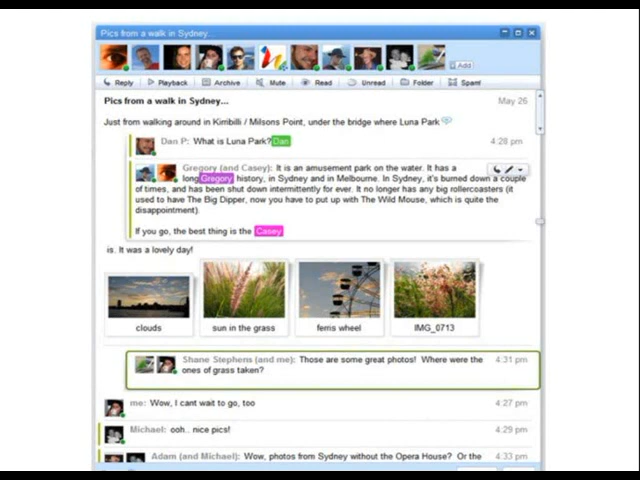 Pics from a walk in Sydney...
Add
Reply Playback Archive Mute Read Unread Folder Spam!
Pics from a walk in Sydney... May 26
Just from walking around in Kirribilli / Milsons Point, under the bridge where Luna Park
Dan P: What is Luna Park?Dan 4:28 pm
Gregory (and Casey): It is an amusement park on the water. It has a
longGregory history, in Sydney and in Melbourne. In Sydney, it's burned down a couple
of times, and has been shut down intermittently for ever. It no longer has any big rollercoasters (it
used to have The Big Dipper, now you have to put up with The Wild Mouse, which is quite the
disappointment).
If you go, the best thing is the Casey
is. It was a lovely day!
clouds sun in the grass ferris wheel IMG_0713
Shane Stephens (and me): Those are some great photos! Where were the 4:31 pm
ones of grass taken?
me: Wow, I cant wait to go, too 4:27 pm
Michael: ooh.. nice pics! 4:29 pm
Adam (and Michael): Wow, photos from Sydney without the Opera House? Or the 4:33 pm